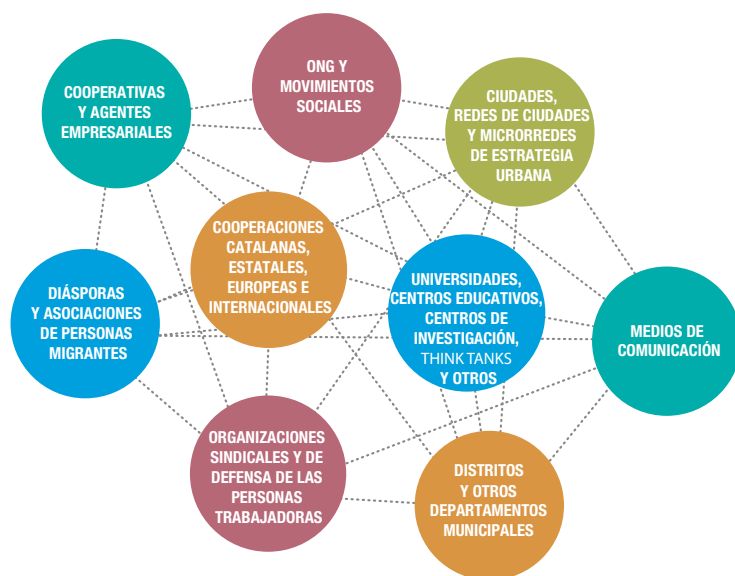 COOPERATIVAS
Y AGENTES
EMPRESARIALES
ONG Y
MOVIMIENTOS
SOCIALES
CIUDADES,
REDES DE CIUDADES
Y MICRORREDES
DE ESTRATEGIA
URBANA
COOPERACIONES
CATALANAS,
ESTATALES,
EUROPEAS E
INTERNACIONALES
DIÁSPORAS
Y ASOCIACIONES
DE PERSONAS
MIGRANTES
UNIVERSIDADES,
CENTROS EDUCATIVOS,
CENTROS DE
INVESTIGACIÓN,
THINK TANKS
Y OTROS
MEDIOS DE
COMUNICACIÓN
ORGANIZACIONES
SINDICALES Y DE
DEFENSA DE LAS
PERSONAS
TRABAJADORAS
DISTRITOS
Y OTROS
DEPARTAMENTOS
MUNICIPALES